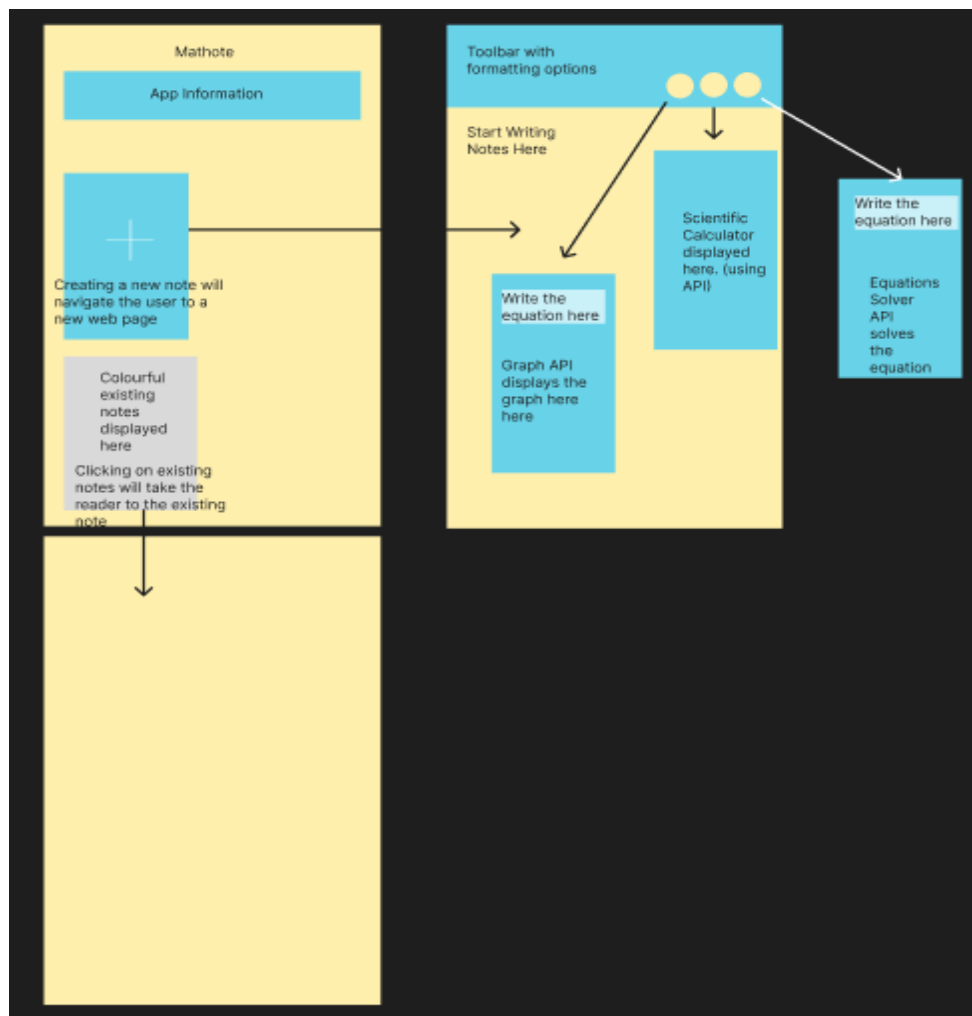 Mathote
App Information
Creating a new note will
navigate the user to a
new web page
Colourful
existing
notes
displayed
here
Clicking on existing
notes will take the
reader to the existing
note
Toolbar with
formatting options
Start Writing
Notes Here
Write the
equation here
Graph API
displays the
graph here
here
Scientific
Calculator
displayed
here. (using
API)
Write the
equation here
Equations
Solver
API
solves
the
equation